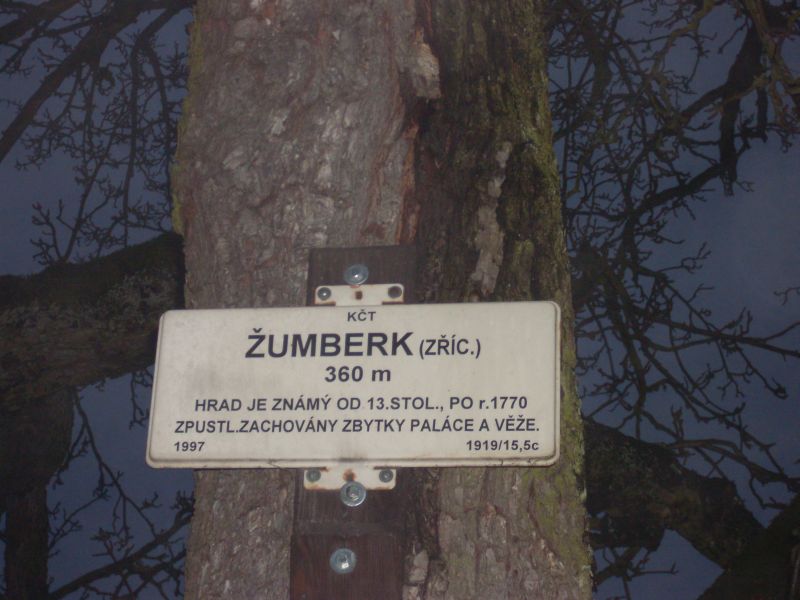 KČT
ŽUMBERK (ZŘÍC.)
360 m
HRAD JE ZNÁMÝ OD 13.STOL., PO r.1770
ZPUSTL.ZACHOVÁNY ZBYTKY PALÁCE A VĚŽE.
1997 1919/15,5c